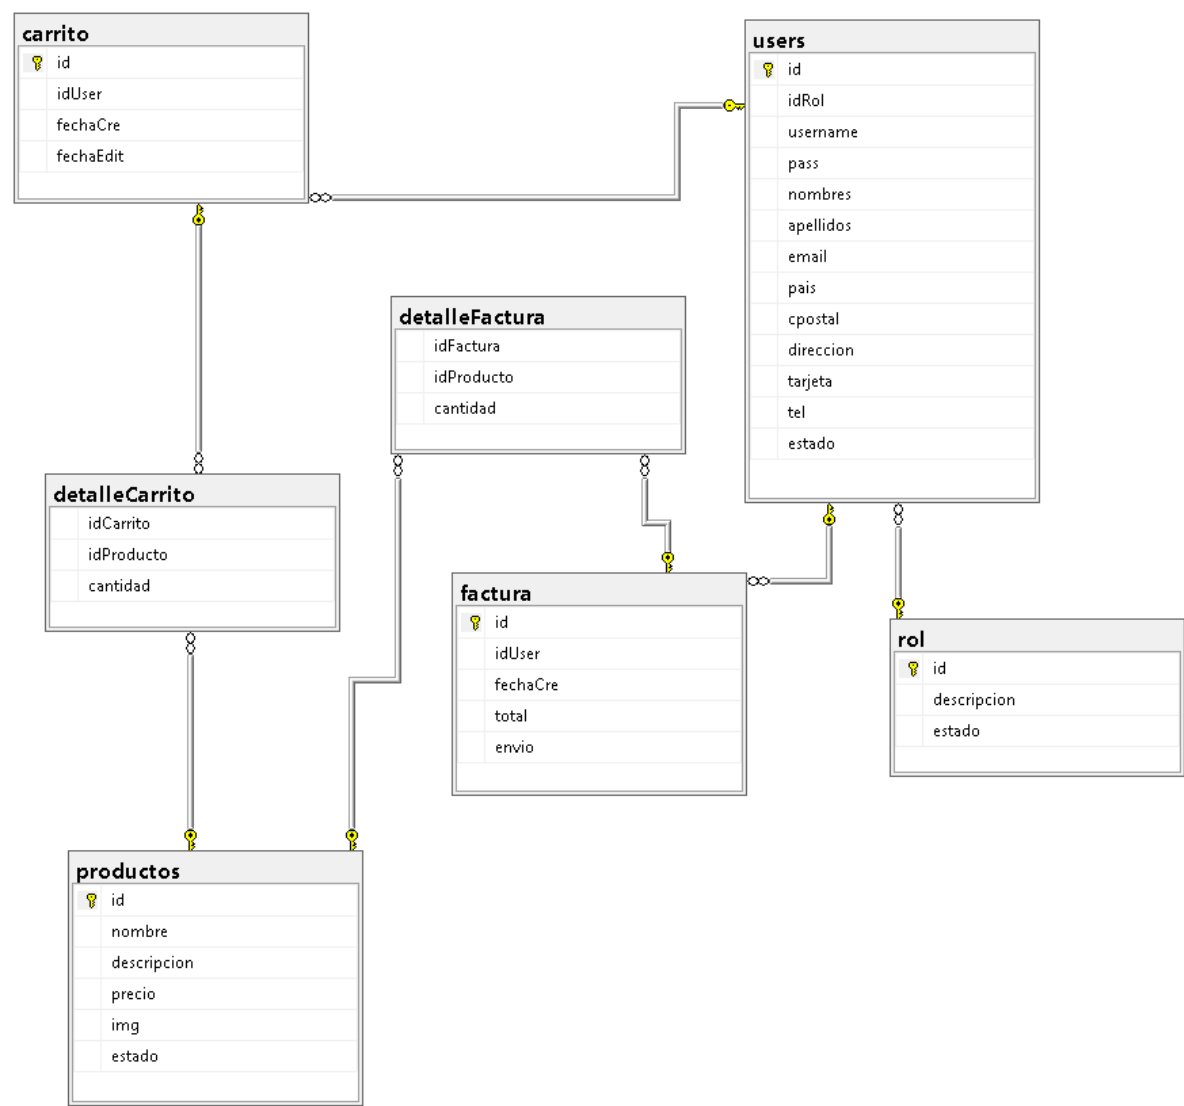 carrito
id
idUser
fechaCre
fechaEdit
users
id
idRol
username
pass
nombres
apellidos
email
pais
cpostal
direccion
tarjeta
tel
estado
detalleFactura
idFactura
idProducto
cantidad
detalleCarrito
idCarrito
idProducto
cantidad
factura
id
idUser
fechaCre
total
envio
rol
id
descripcion
estado
productos
id
nombre
descripcion
precio
img
estado